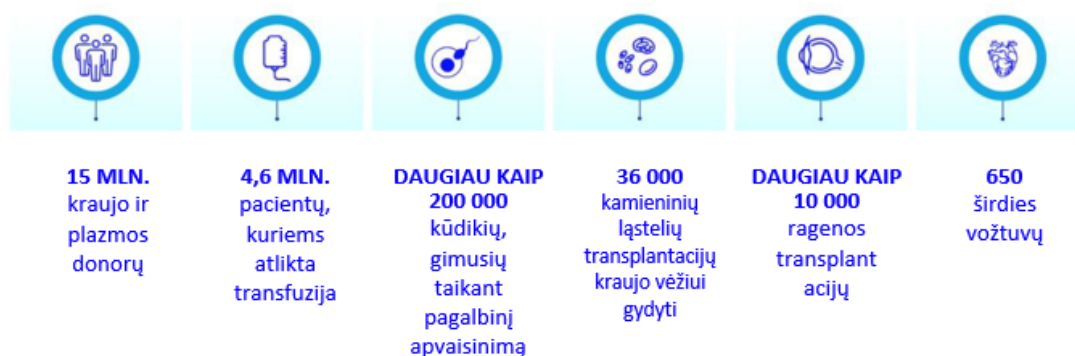 15 MLN.
kraujo ir
plazmos
donorų
4,6 MLN.
pacientų,
kuriems
atlikta
transfuzija
DAUGIAU KAIP
200 000
kūdikių,
gimusių
taikant
pagalbinį
apvaisinimą
36 000
kamieninių
ląstelių
transplantacijų
kraujo vėžiui
gydyti
DAUGIAU KAIP
10 000
ragenos
transplant
acijų
650
širdies
vožtuvų